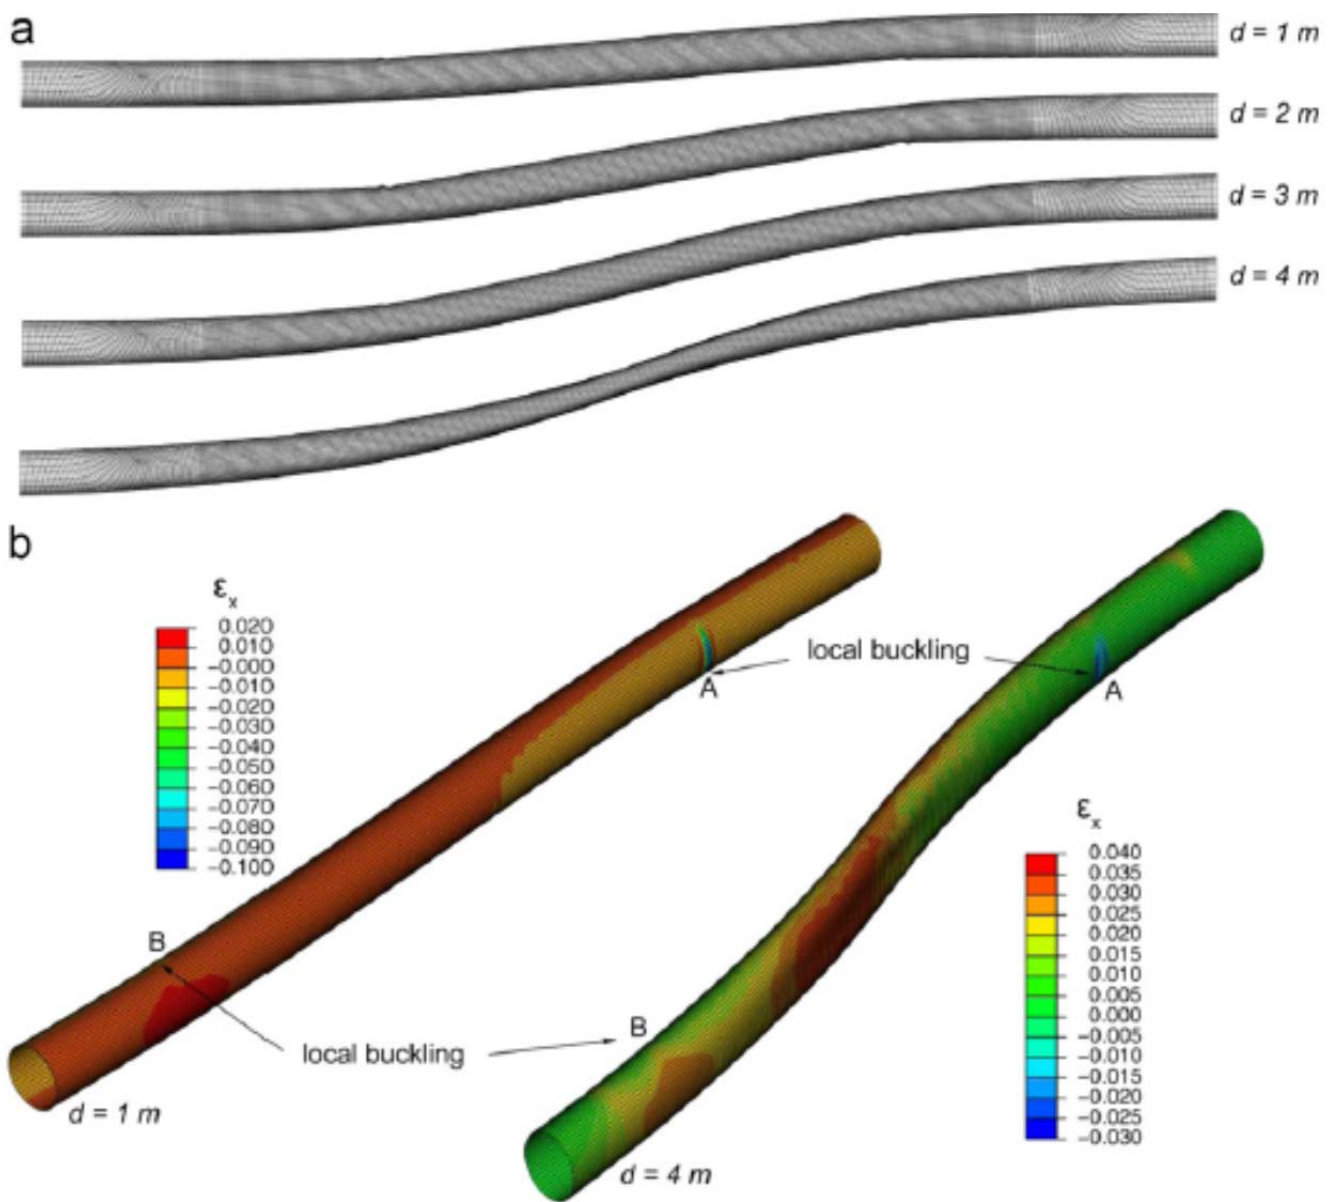 a
d = 1 m
d = 2 m
d = 3 m
d = 4 m
b
εx
0.020
0.010
-0.000
-0.010
-0.020
-0.030
-0.040
-0.050
-0.060
-0.070
-0.080
-0.090
-0.100
local buckling
A
A
B
local buckling
B
d = 1 m
d = 4 m
εx
0.040
0.035
0.030
0.025
0.020
0.015
0.010
0.005
0.000
-0.005
-0.010
-0.015
-0.020
-0.025
-0.030